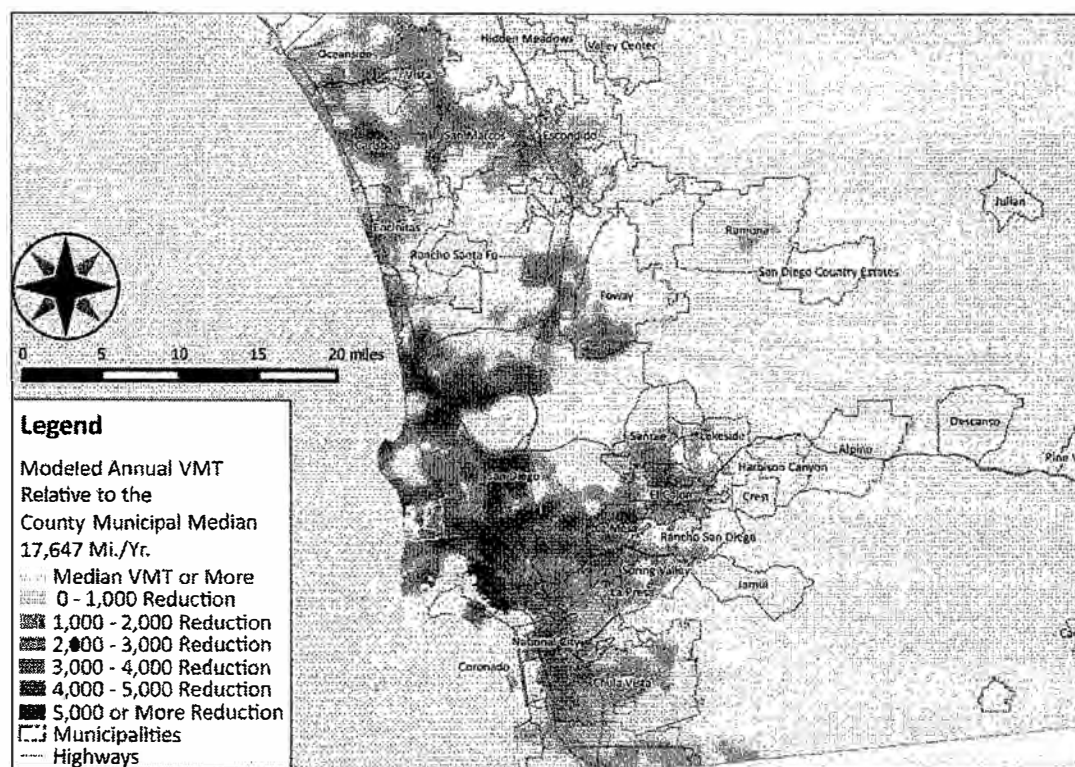 Oceanside
Vista
Hidden Meadows
Valley Center
San Marcos
Escondido
Encinitas
Rancho Santa Fe
Ramona
San Diego Country Estates
Julian
Poway
0 5 10 15 20 miles
Legend
Modeled Annual VMT
Relative to the
County Municipal Median
17,647 Mi./Yr.
Median VMT or More
0 - 1,000 Reduction
1,000 - 2,000 Reduction
2,000 - 3,000 Reduction
3,000 - 4,000 Reduction
4,000 - 5,000 Reduction
5,000 or More Reduction
Municipalities
Highways
Santee
Lakeside
Alpine
Descanso
Pine V
Harbison Canyon
San Diego
El Cajon
Crest
Rancho San Diego
Spring Valley
Jamul
La Presa
National City
Coronado
Chula Vista